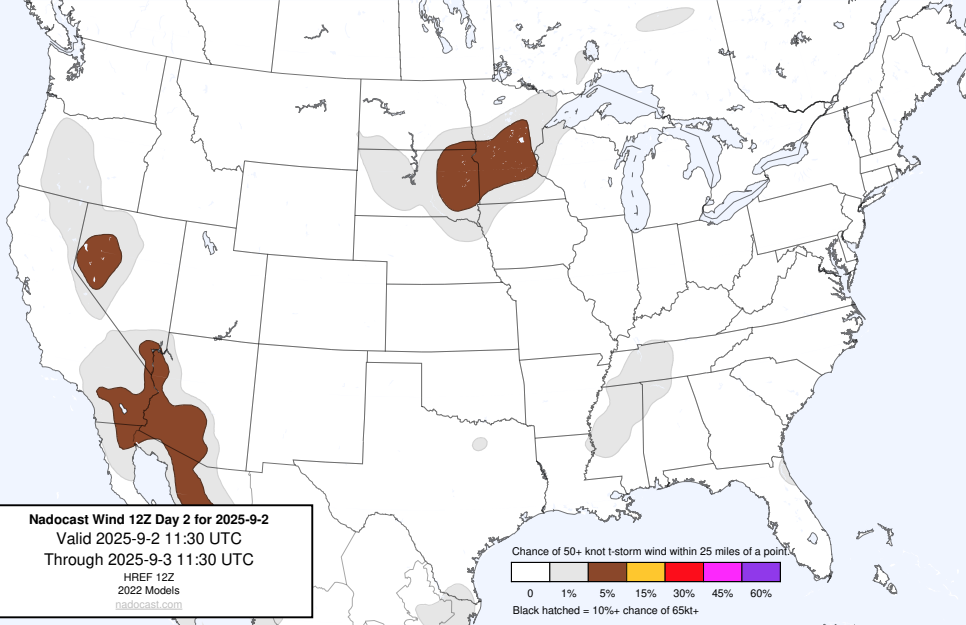 Nadocast Wind 12Z Day 2 for 2025-9-2
Valid 2025-9-2 11:30 UTC
Through 2025-9-3 11:30 UTC
HREF 12Z
2022 Models
nadocast.com
Chance of 50+ knot t-storm wind within 25 miles of a point.
0 1% 5% 15% 30% 45% 60%
Black hatched = 10%+ chance of 65kt+